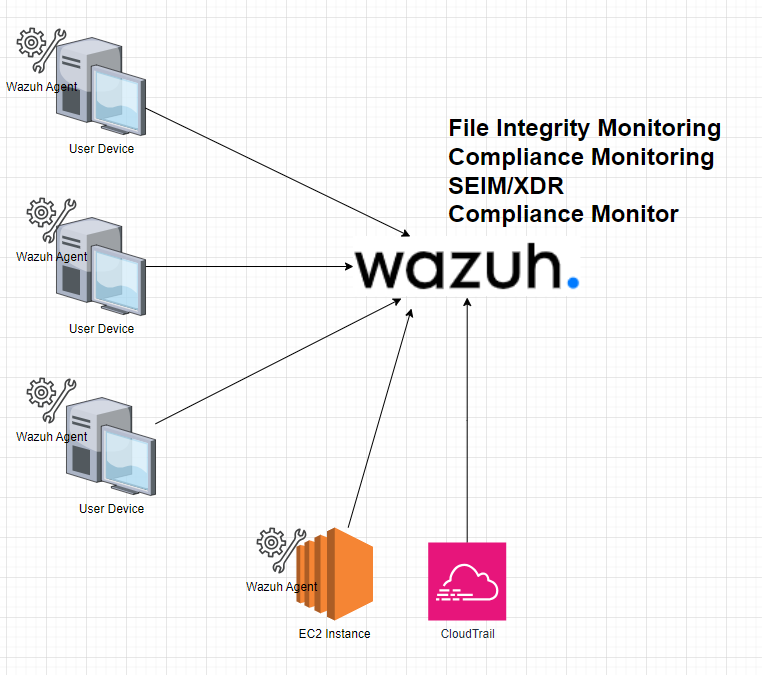 Wazuh Agent
User Device
File Integrity Monitoring
Compliance Monitoring
SEIM/XDR
Compliance Monitor
Wazuh Agent
wazuh.
User Device
Wazuh Agent
User Device
Wazuh Agent
EC2 Instance
CloudTrail